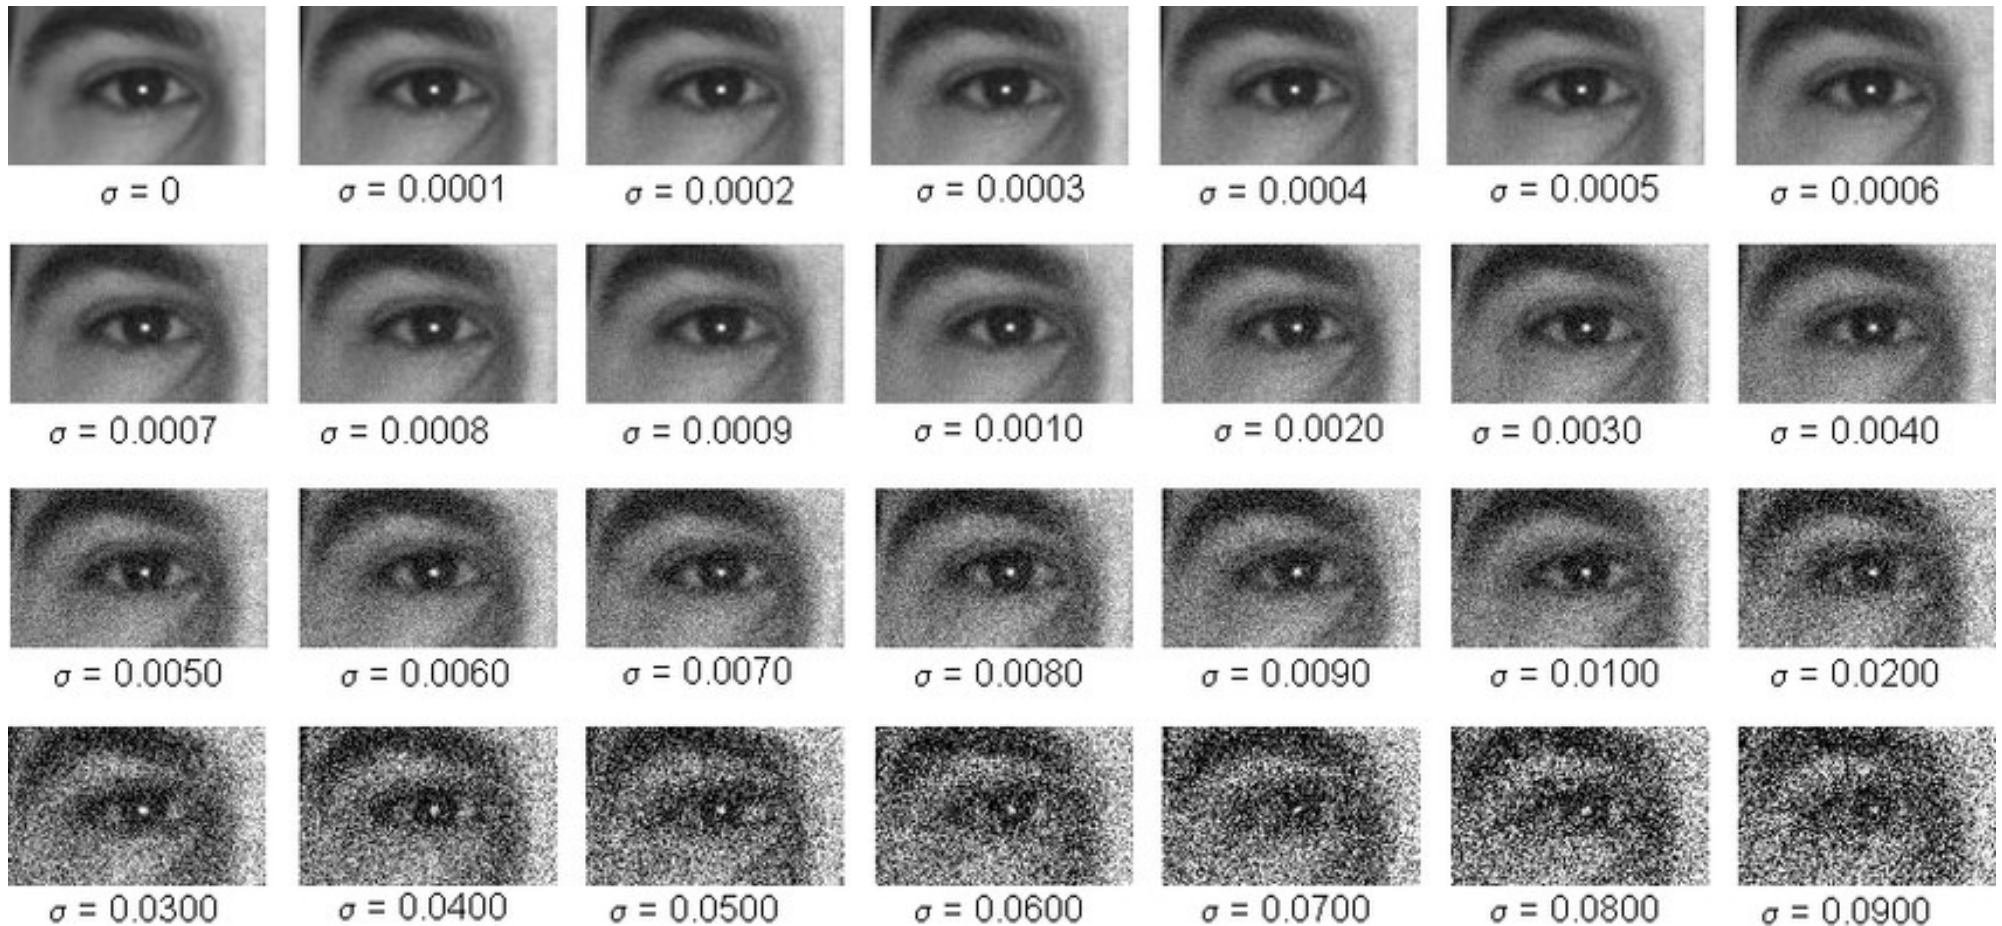 σ = 0 σ = 0.0001 σ = 0.0002 σ = 0.0003 σ = 0.0004 σ = 0.0005 σ = 0.0006
σ = 0.0007 σ = 0.0008 σ = 0.0009 σ = 0.0010 σ = 0.0020 σ = 0.0030 σ = 0.0040
σ = 0.0050 σ = 0.0060 σ = 0.0070 σ = 0.0080 σ = 0.0090 σ = 0.0100 σ = 0.0200
σ = 0.0300 σ = 0.0400 σ = 0.0500 σ = 0.0600 σ = 0.0700 σ = 0.0800 σ = 0.0900